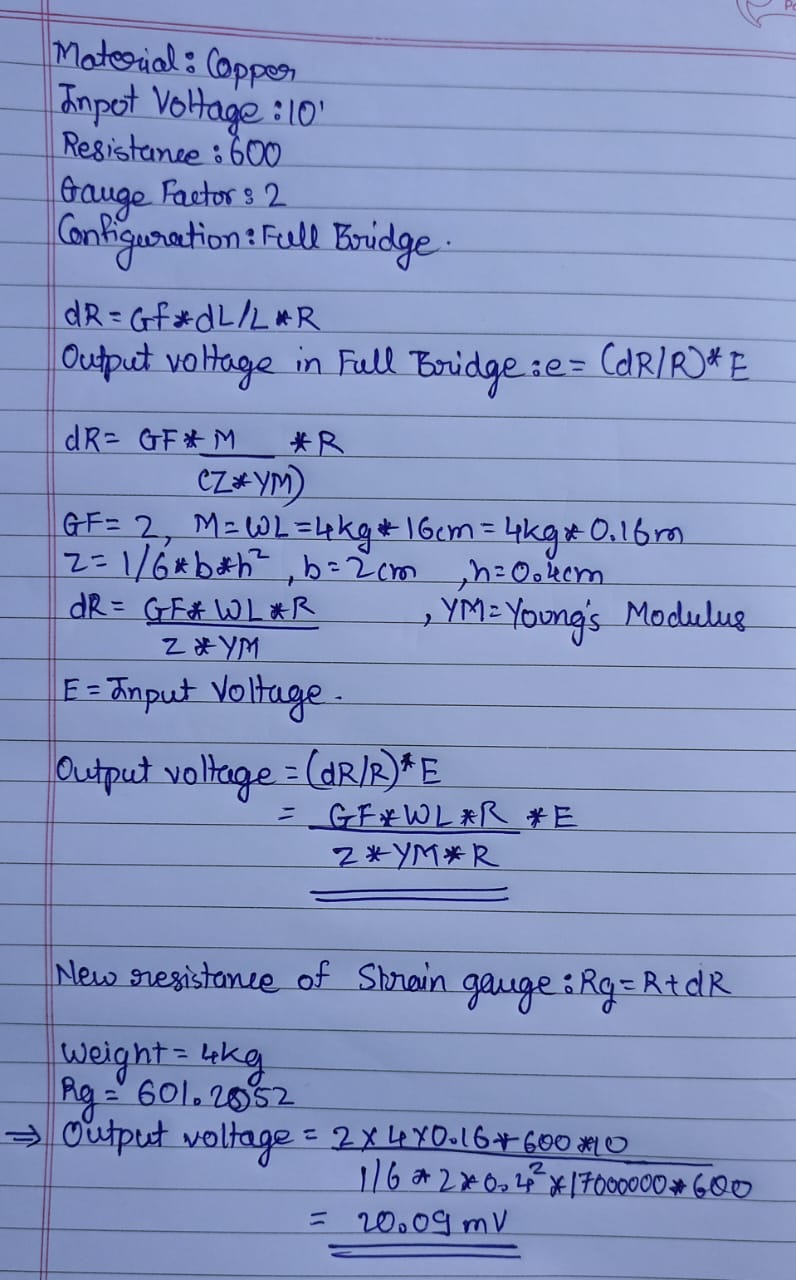 Material: Copper
Input Voltage: 10'
Resistance: 600
Gauge Factor: 2
Configuration: Full Bridge.
dR = Gf*dL/L*R
Output voltage in Full Bridge: e = (dR/R)*E
dR = GF * M * R
(Z*YM)
GF = 2, M = WL = 4kg * 16cm = 4kg * 0.16m
Z = 1/6*b*h², b = 2cm, h = 0.4cm
dR = GF * WL * R , YM = Young's Modulus
Z * YM
E = Input Voltage.
Output voltage = (dR/R)*E
= GF * WL * R * E
Z * YM * R
New resistance of Strain gauge: Rg = R + dR
Weight = 4kg
Rg = 601.2052
⇒ Output voltage = 2 × 4 × 0.16 * 600 * 10
1/6 * 2 * 0.4² * 17000000 * 600
= 20.09 mV